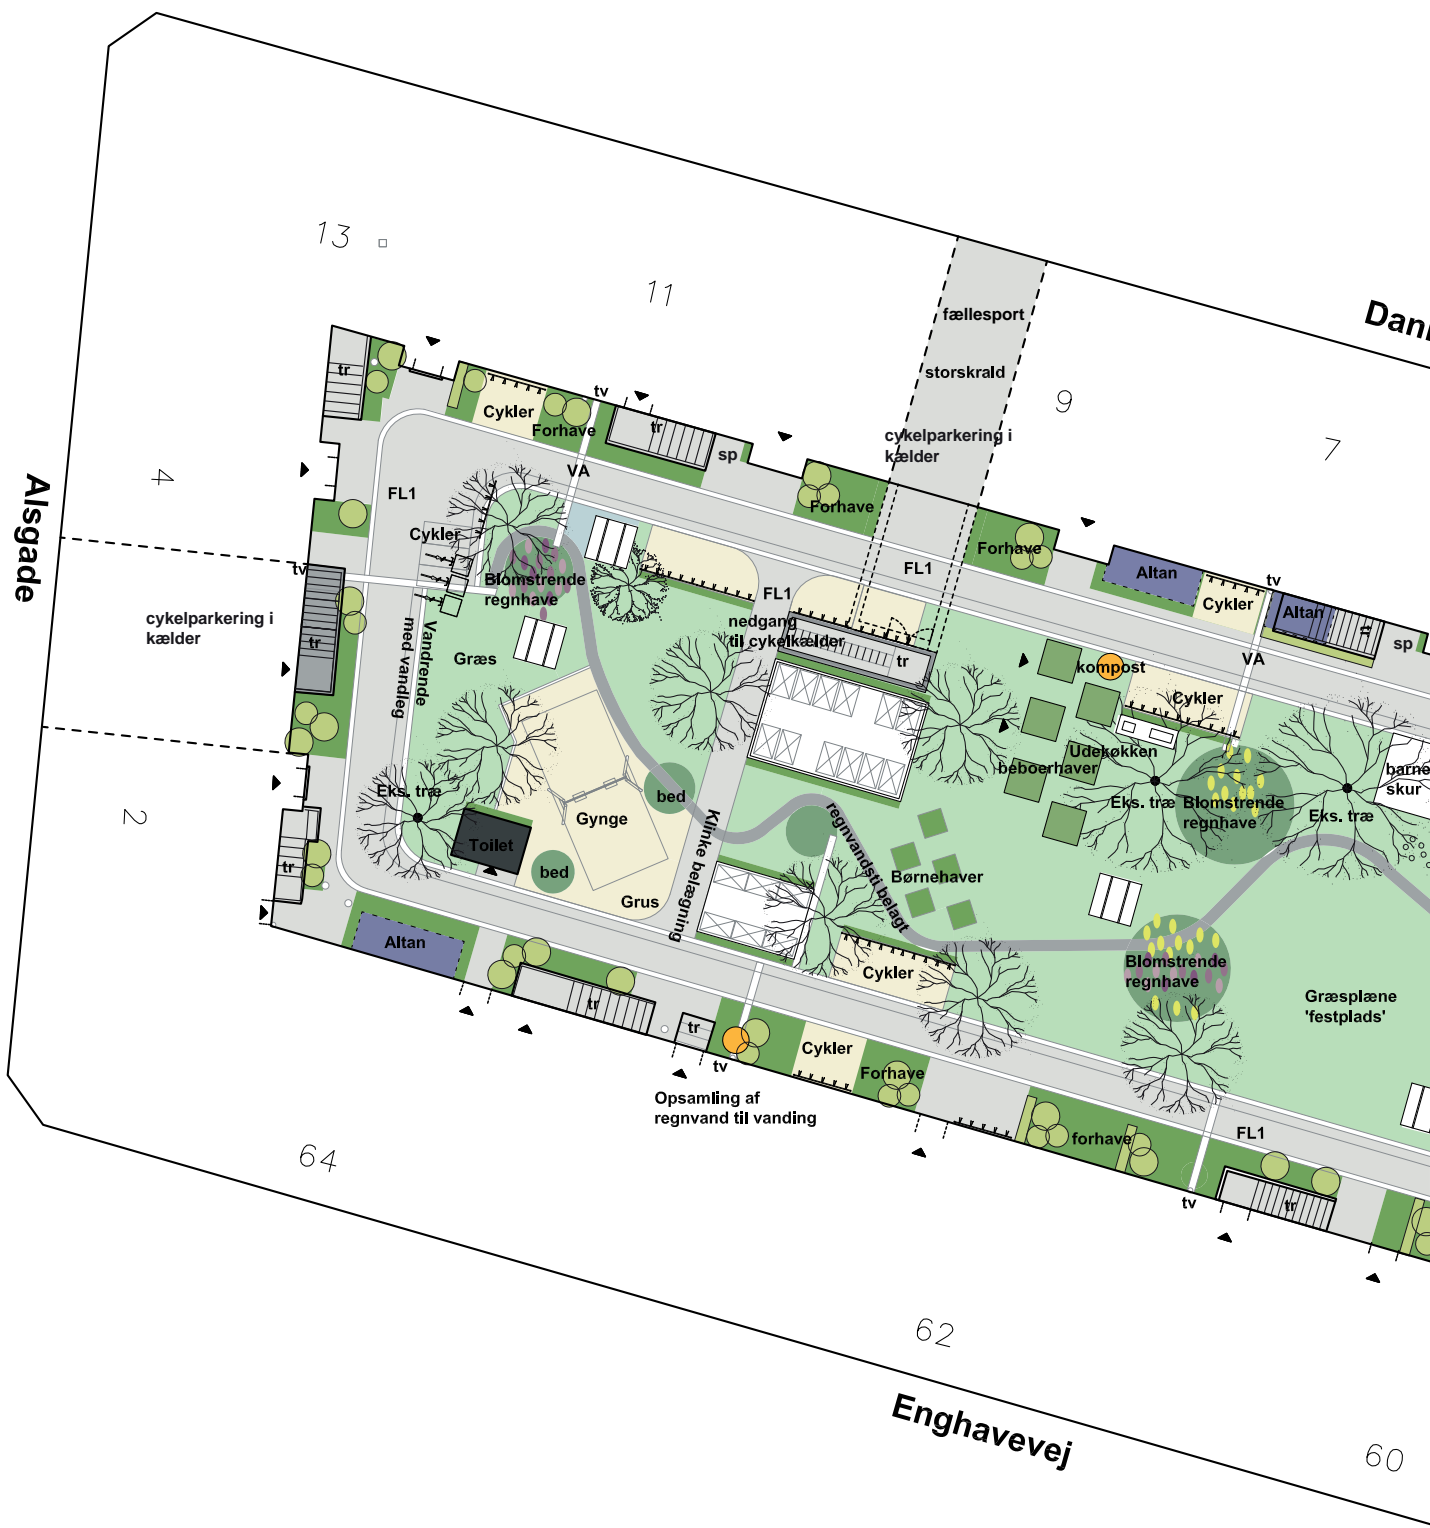 13
11
fællesport
storskrald
9
7
Alsgade
4
2
tr
Cykler
Forhave
tv
tr
sp
VA
FL1
Cykler
cykelparkering i
kælder
Forhave
Forhave
FL1
Altan
Cykler
tv
Altan
tr
sp
VA
tv
tr
cykelparkering i
kælder
Blomstrende
regnhave
Vandrende
med vandleg
Græs
FL1
nedgang
til cykelkælder
tr
kompost
Cykler
Udekøkken
beboerhaver
Eks. træ
Blomstrende
regnhave
Eks. træ
barne
skur
Eks. træ
Toilet
Gynge
bed
bed
Grus
Klinke belægning
regnvandsti belagt
Børnehaver
tr
Altan
Cykler
Blomstrende
regnhave
Græsplæne
'festplads'
tr
tr
tv
Cykler
Forhave
Opsamling af
regnvand til vanding
forhave
FL1
tv
tr
64
62
60
Enghavevej